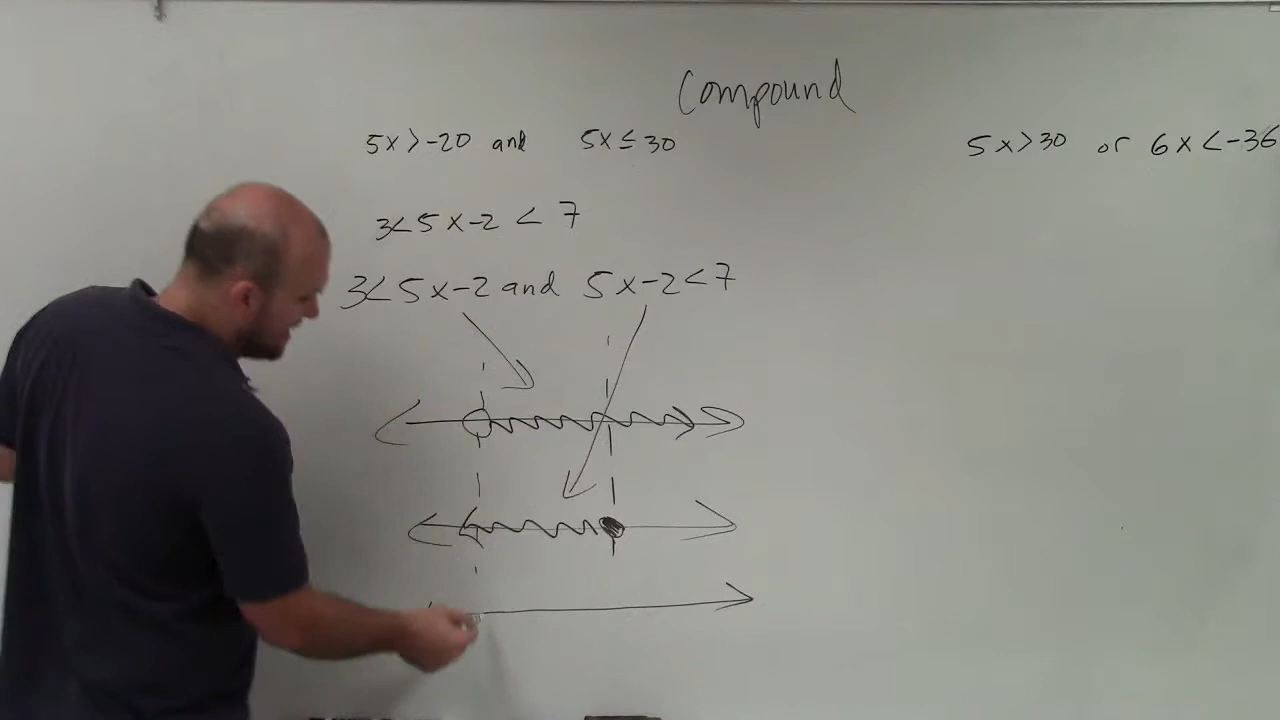 Compound
5x>-20 and 5x≤30
5x>30 or 6x<-36
3<5x-2<7
3<5x-2 and 5x-2<7